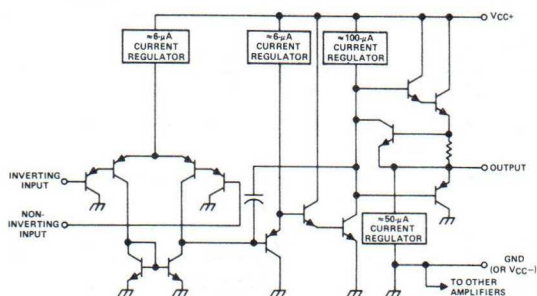 ≈6-μA
CURRENT
REGULATOR
≈6-μA
CURRENT
REGULATOR
≈100-μA
CURRENT
REGULATOR
VCC+
INVERTING
INPUT
NON-
INVERTING
INPUT
OUTPUT
≈50-μA
CURRENT
REGULATOR
GND
(OR VCC−)
TO OTHER
AMPLIFIERS